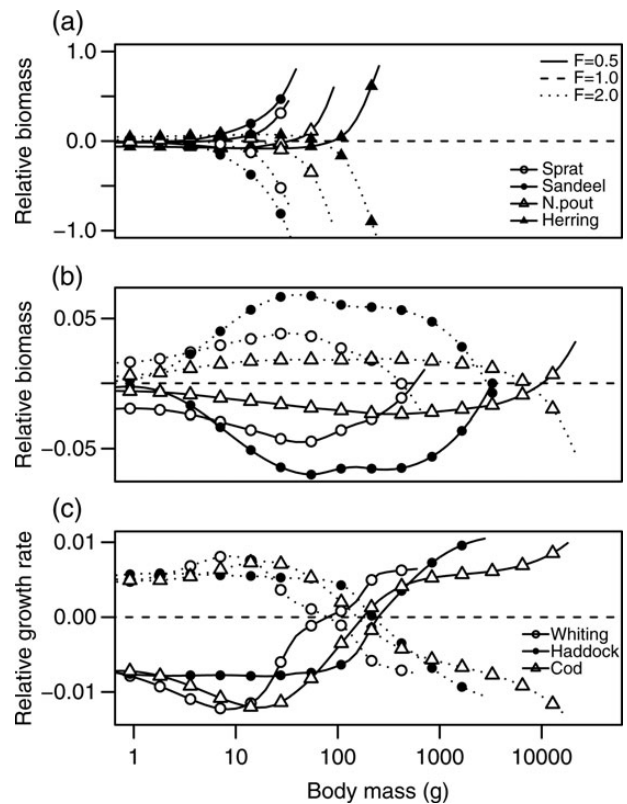 (a)
Relative biomass
1.0
0.0
−1.0
F=0.5
F=1.0
F=2.0
Sprat
Sandeel
N.pout
Herring
(b)
Relative biomass
0.05
−0.05
(c)
Relative growth rate
0.01
0.00
−0.01
Whiting
Haddock
Cod
1 10 100 1000 10000
Body mass (g)